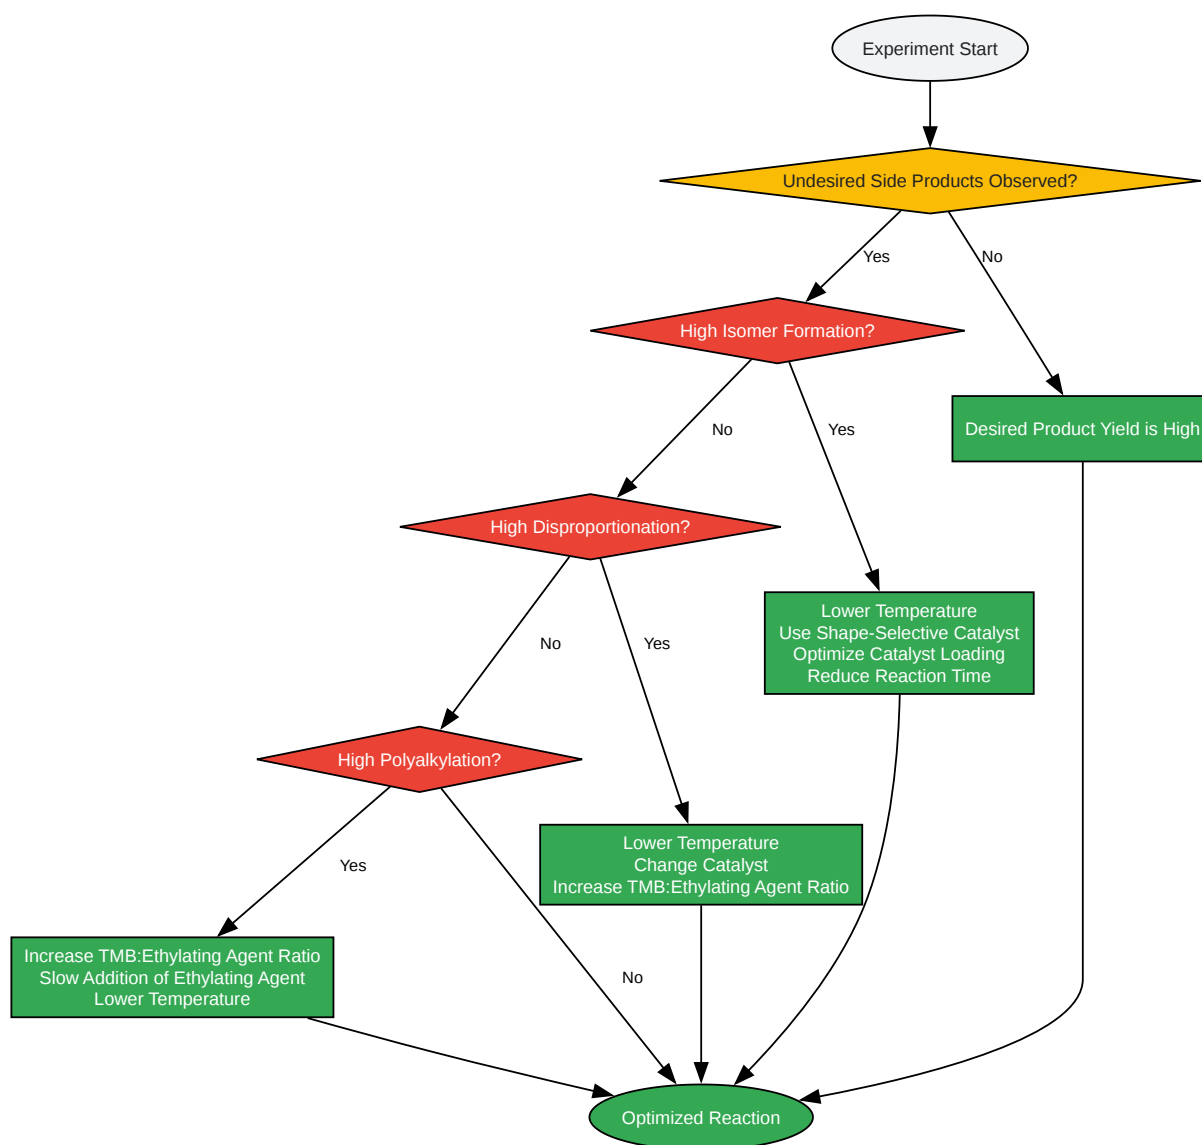 Experiment Start
Undesired Side Products Observed?
Yes
No
High Isomer Formation?
No
Yes
Desired Product Yield is High
High Disproportionation?
Lower Temperature
Use Shape-Selective Catalyst
Optimize Catalyst Loading
Reduce Reaction Time
No
Yes
High Polyalkylation?
Lower Temperature
Change Catalyst
Increase TMB:Ethylating Agent Ratio
Yes
Increase TMB:Ethylating Agent Ratio
Slow Addition of Ethylating Agent
Lower Temperature
No
Optimized Reaction